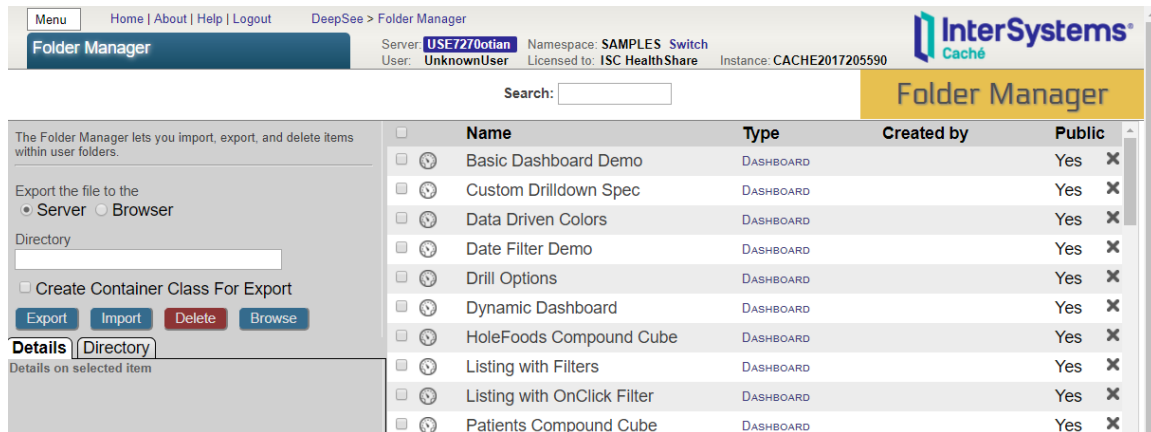 Menu Home | About | Help | Logout DeepSee > Folder Manager
InterSystems
Caché
Folder Manager
Server: USE7270otian Namespace: SAMPLES Switch
User: UnknownUser Licensed to: ISC HealthShare Instance: CACHE2017205590
Search:
Folder Manager
The Folder Manager lets you import, export, and delete items
within user folders.
Export the file to the
Server Browser
Directory
Create Container Class For Export
Export Import Delete Browse
Details Directory
Details on selected item
Name Type Created by Public
Basic Dashboard Demo DASHBOARD Yes
Custom Drilldown Spec DASHBOARD Yes
Data Driven Colors DASHBOARD Yes
Date Filter Demo DASHBOARD Yes
Drill Options DASHBOARD Yes
Dynamic Dashboard DASHBOARD Yes
HoleFoods Compound Cube DASHBOARD Yes
Listing with Filters DASHBOARD Yes
Listing with OnClick Filter DASHBOARD Yes
Patients Compound Cube DASHBOARD Yes